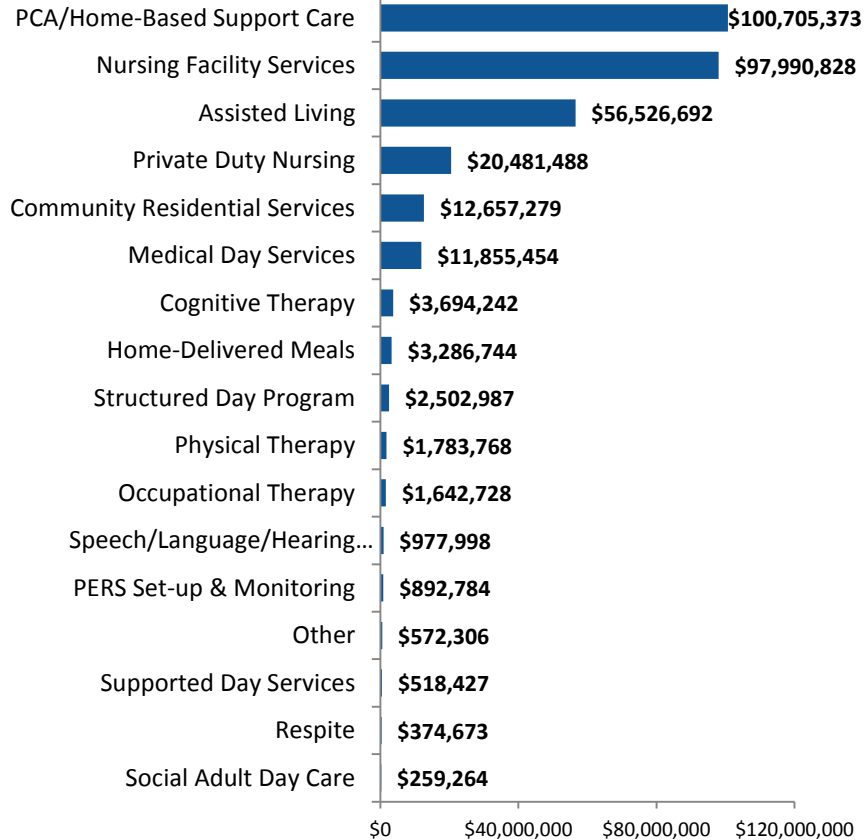 PCA/Home-Based Support Care $100,705,373
Nursing Facility Services $97,990,828
Assisted Living $56,526,692
Private Duty Nursing $20,481,488
Community Residential Services $12,657,279
Medical Day Services $11,855,454
Cognitive Therapy $3,694,242
Home-Delivered Meals $3,286,744
Structured Day Program $2,502,987
Physical Therapy $1,783,768
Occupational Therapy $1,642,728
Speech/Language/Hearing... $977,998
PERS Set-up & Monitoring $892,784
Other $572,306
Supported Day Services $518,427
Respite $374,673
Social Adult Day Care $259,264
$0 $40,000,000 $80,000,000 $120,000,000